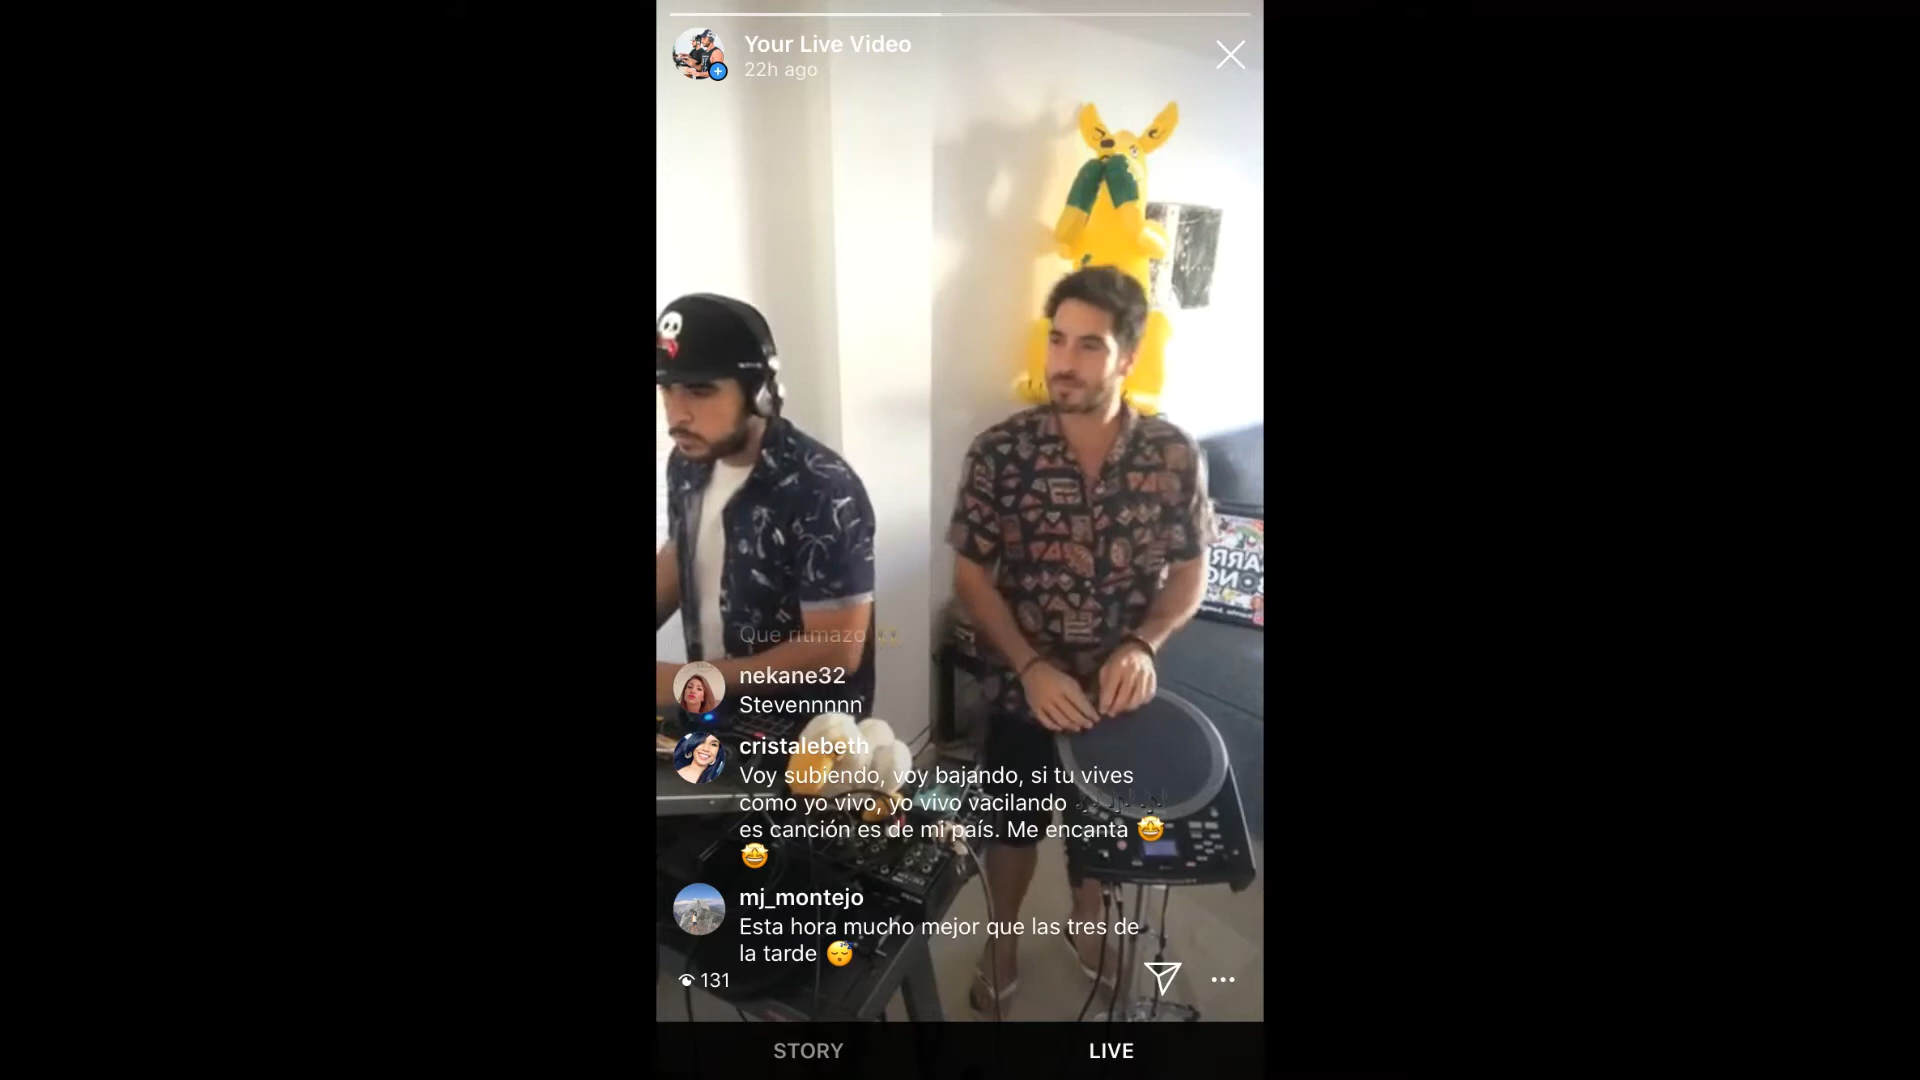 Your Live Video
22h ago
Que ritmazo
nekane32
Stevennnnn
cristalebeth
Voy subiendo, voy bajando, si tu vives
como yo vivo, yo vivo vacilando 🎶🎶🎶
es canción es de mi país. Me encanta 🤩
🤩
mj_montejo
Esta hora mucho mejor que las tres de
la tarde 😴
131
STORY
LIVE